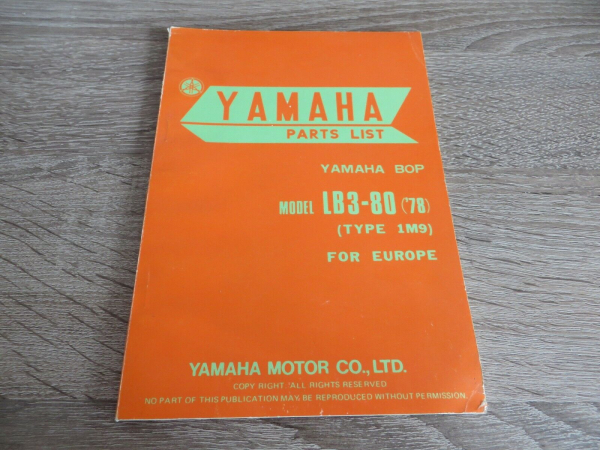 YAMAHA
PARTS LIST
YAMAHA BOP
MODEL LB3-80 ('78)
(TYPE 1M9)
FOR EUROPE
YAMAHA MOTOR CO., LTD.
COPY RIGHT /ALL RIGHTS RESERVED
NO PART OF THIS PUBLICATION MAY BE REPRODUCED WITHOUT PERMISSION.